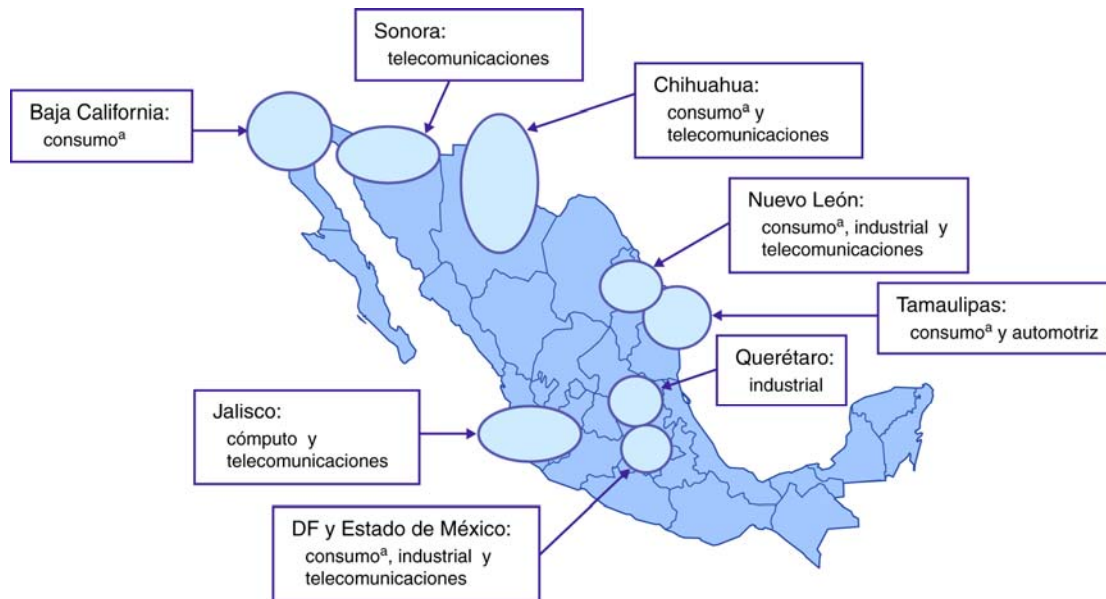 Sonora:
telecomunicaciones
Baja California:
consumoᵃ
Chihuahua:
consumoᵃ y
telecomunicaciones
Nuevo León:
consumoᵃ, industrial y
telecomunicaciones
Tamaulipas:
consumoᵃ y automotriz
Querétaro:
industrial
Jalisco:
cómputo y
telecomunicaciones
DF y Estado de México:
consumoᵃ, industrial y
telecomunicaciones